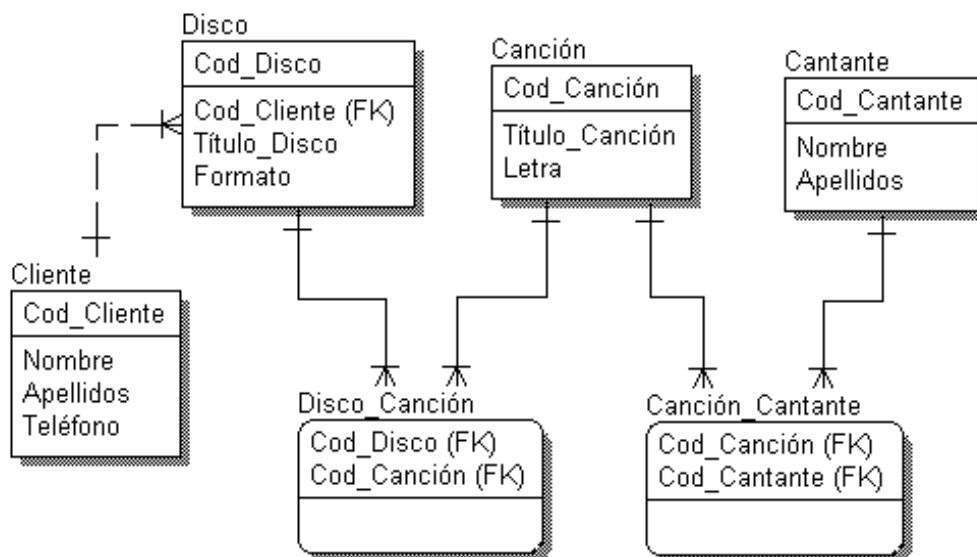 Disco
Cod_Disco
Cod_Cliente (FK)
Título_Disco
Formato
Canción
Cod_Canción
Título_Canción
Letra
Cantante
Cod_Cantante
Nombre
Apellidos
Cliente
Cod_Cliente
Nombre
Apellidos
Teléfono
Disco_Canción
Cod_Disco (FK)
Cod_Canción (FK)
Canción_Cantante
Cod_Canción (FK)
Cod_Cantante (FK)